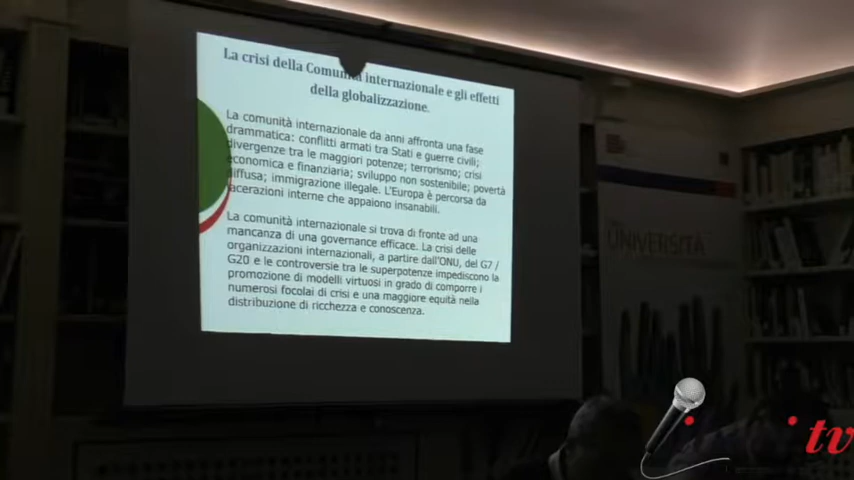 La crisi della Comunità internazionale e gli effetti
della globalizzazione.
La comunità internazionale da anni affronta una fase
drammatica: conflitti armati tra Stati e guerre civili;
divergenze tra le maggiori potenze; terrorismo; crisi
economica e finanziaria; sviluppo non sostenibile; povertà
diffusa; immigrazione illegale. L'Europa è percorsa da
lacerazioni interne che appaiono insanabili.
La comunità internazionale si trova di fronte ad una
mancanza di una governance efficace. La crisi delle
organizzazioni internazionali, a partire dall'ONU, del G7 /
G20 e le controversie tra le superpotenze impediscono la
promozione di modelli virtuosi in grado di comporre i
numerosi focolai di crisi e una maggiore equità nella
distribuzione di ricchezza e conoscenza.
UNIVERSITÀ
tv